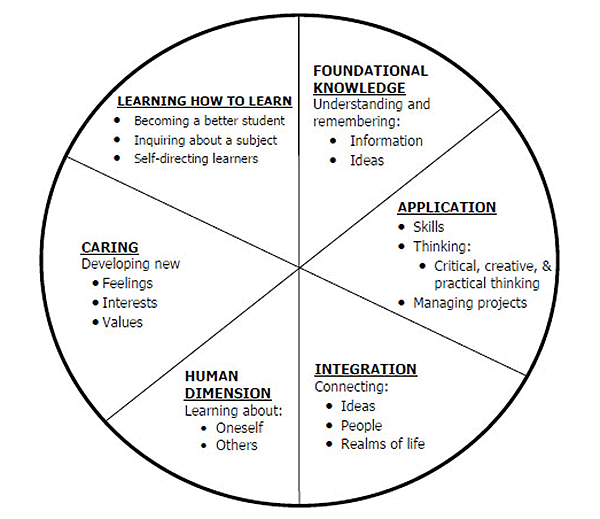 FOUNDATIONAL
KNOWLEDGE
Understanding and
remembering:
• Information
• Ideas
APPLICATION
• Skills
• Thinking:
• Critical, creative, &
practical thinking
• Managing projects
INTEGRATION
Connecting:
• Ideas
• People
• Realms of life
HUMAN
DIMENSION
Learning about:
• Oneself
• Others
CARING
Developing new
• Feelings
• Interests
• Values
LEARNING HOW TO LEARN
• Becoming a better student
• Inquiring about a subject
• Self-directing learners